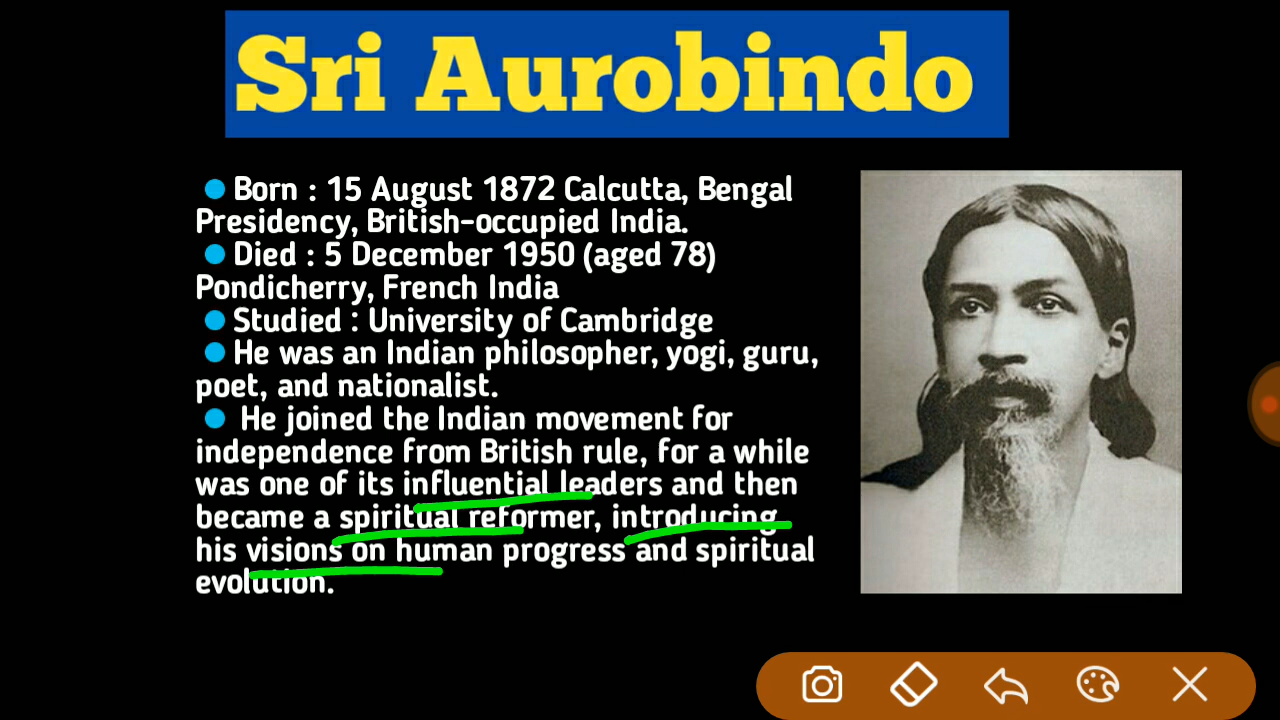 Sri Aurobindo
Born : 15 August 1872 Calcutta, Bengal
Presidency, British-occupied India.
Died : 5 December 1950 (aged 78)
Pondicherry, French India
Studied : University of Cambridge
He was an Indian philosopher, yogi, guru,
poet, and nationalist.
He joined the Indian movement for
independence from British rule, for a while
was one of its influential leaders and then
became a spiritual reformer, introducing
his visions on human progress and spiritual
evolution.